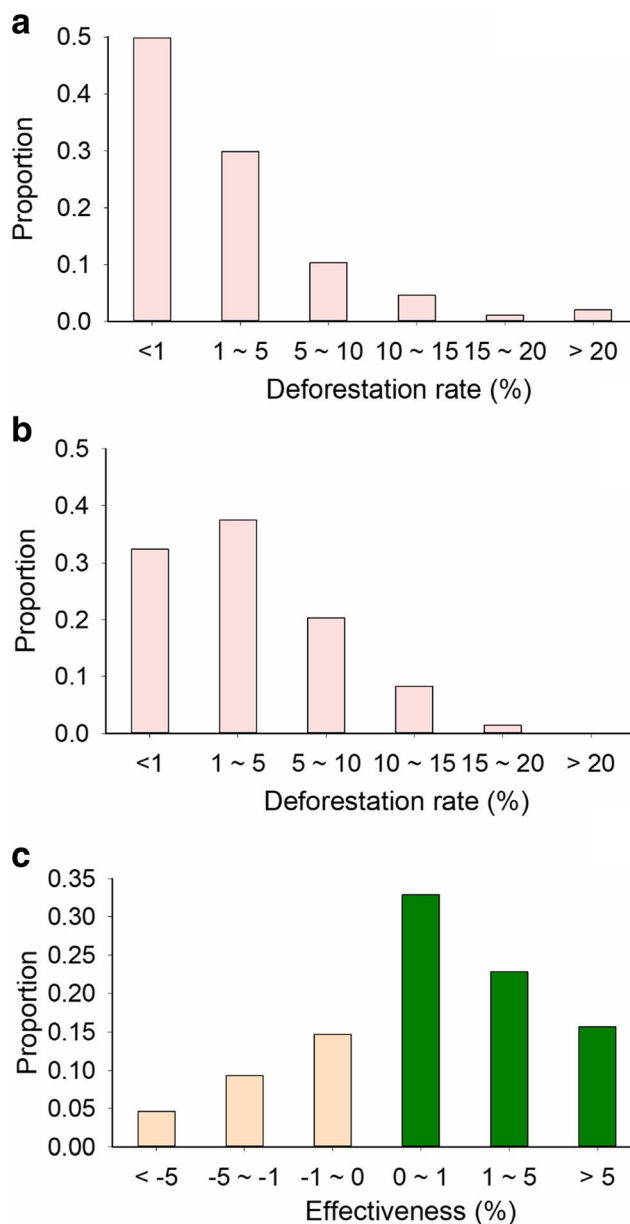 a
0.5
0.4
0.3
0.2
0.1
0.0
Proportion
<1 1 ~ 5 5 ~ 10 10 ~ 15 15 ~ 20 > 20
Deforestation rate (%)
b
0.5
0.4
0.3
0.2
0.1
0.0
Proportion
<1 1 ~ 5 5 ~ 10 10 ~ 15 15 ~ 20 > 20
Deforestation rate (%)
c
0.35
0.30
0.25
0.20
0.15
0.10
0.05
0.00
Proportion
< -5 -5 ~ -1 -1 ~ 0 0 ~ 1 1 ~ 5 > 5
Effectiveness (%)